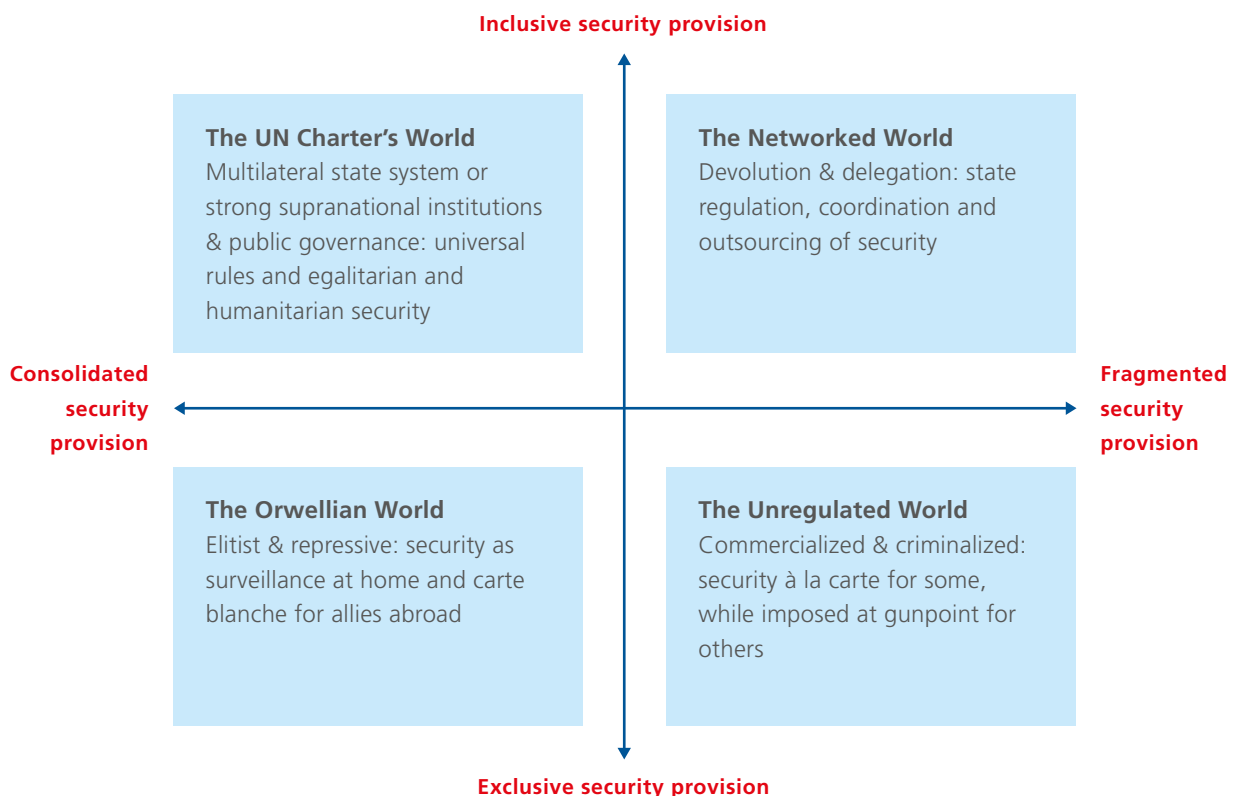 Inclusive security provision
The UN Charter's World
Multilateral state system or
strong supranational institutions
& public governance: universal
rules and egalitarian and
humanitarian security
The Networked World
Devolution & delegation: state
regulation, coordination and
outsourcing of security
Consolidated
security
provision
Fragmented
security
provision
The Orwellian World
Elitist & repressive: security as
surveillance at home and carte
blanche for allies abroad
The Unregulated World
Commercialized & criminalized:
security à la carte for some,
while imposed at gunpoint for
others
Exclusive security provision